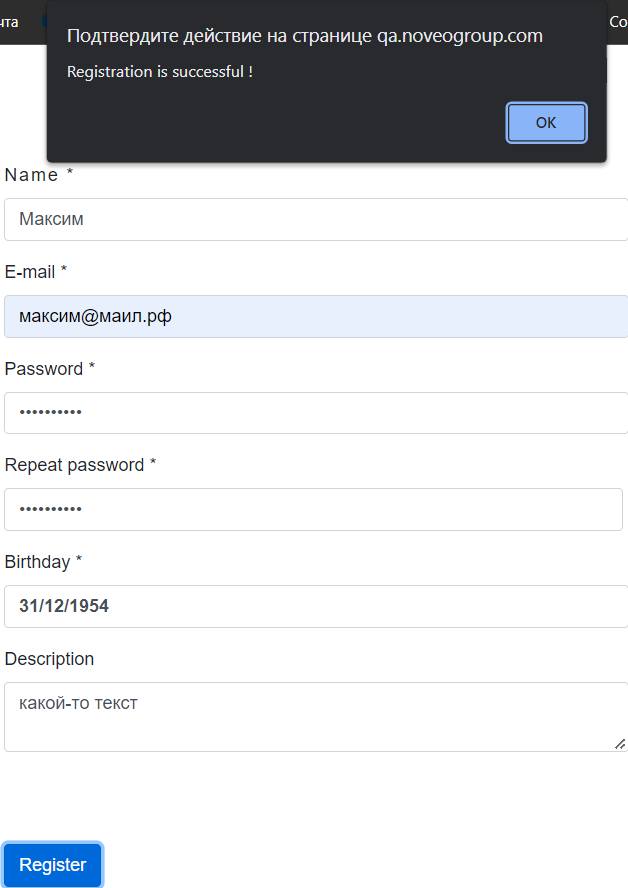 чта
Со
Подтвердите действие на странице qa.noveogroup.com
Registration is successful !
OK
Name *
Максим
E-mail *
максим@маил.рф
Password *
••••••••••
Repeat password *
••••••••••
Birthday *
31/12/1954
Description
какой-то текст
Register